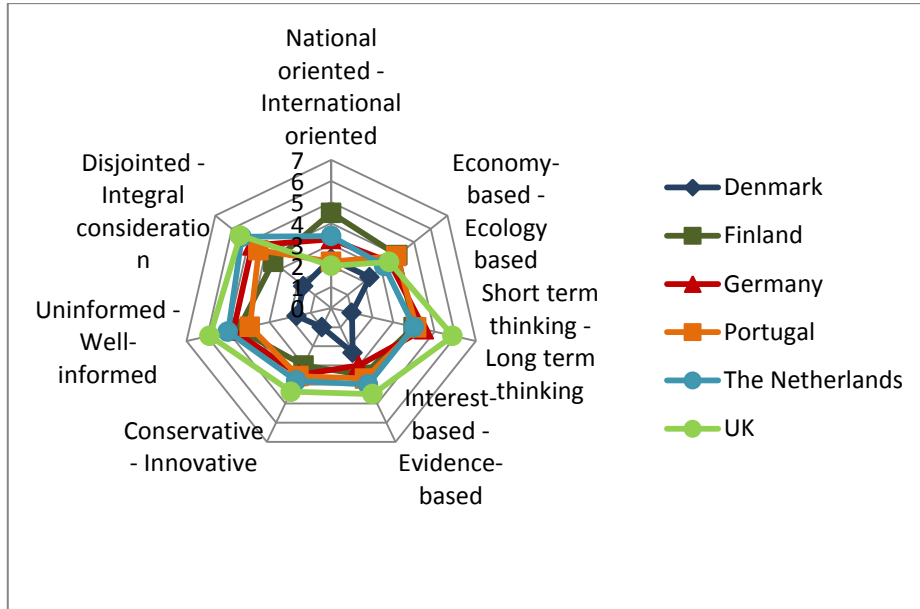 National
oriented -
International
oriented
Economy-
based -
Ecology
based
Short term
thinking -
Long term
thinking
Interest-
based -
Evidence-
based
Conservative
- Innovative
Uninformed -
Well-
informed
Disjointed -
Integral
consideratio
n
7
6
5
4
3
2
1
0
Denmark
Finland
Germany
Portugal
The Netherlands
UK